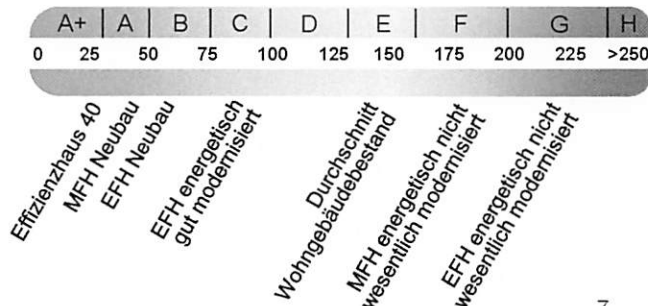 A+ A B C D E F G H
0 25 50 75 100 125 150 175 200 225 >250
Effizienzhaus 40
MFH Neubau
EFH Neubau
EFH energetisch
gut modernisiert
Durchschnitt
Wohngebäudebestand
MFH energetisch nicht
wesentlich modernisiert
EFH energetisch nicht
wesentlich modernisiert